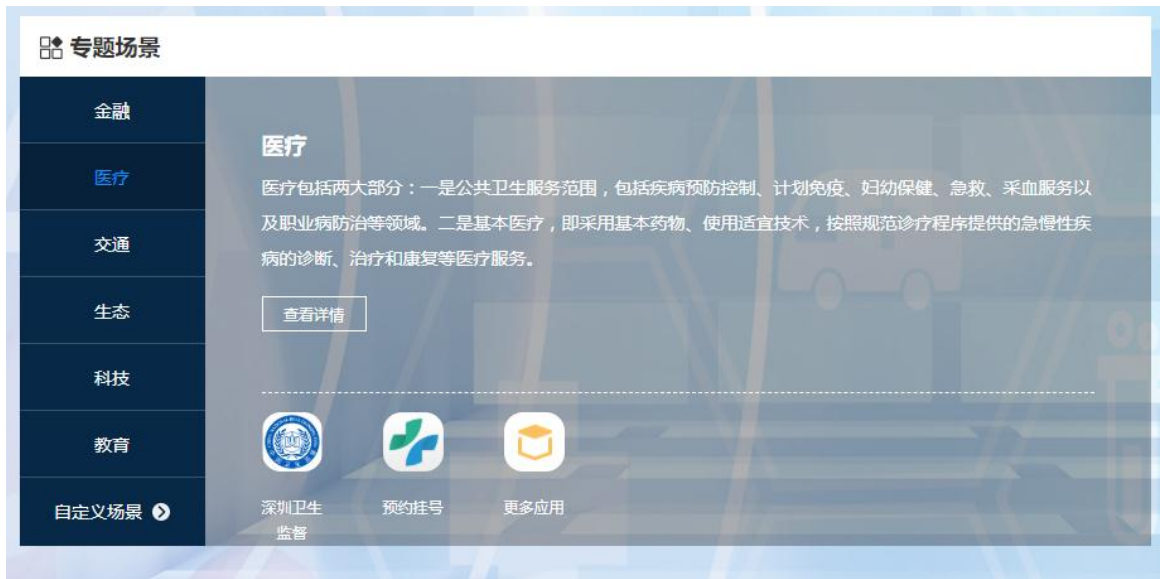 专题场景
金融
医疗
交通
生态
科技
教育
自定义场景
医疗
医疗包括两大部分：一是公共卫生服务范围，包括疾病预防控制、计划免疫、妇幼保健、急救、采血服务以
及职业病防治等领域。二是基本医疗，即采用基本药物、使用适宜技术，按照规范诊疗程序提供的急慢性疾
病的诊断、治疗和康复等医疗服务。
查看详情
深圳卫生
监督
预约挂号
更多应用